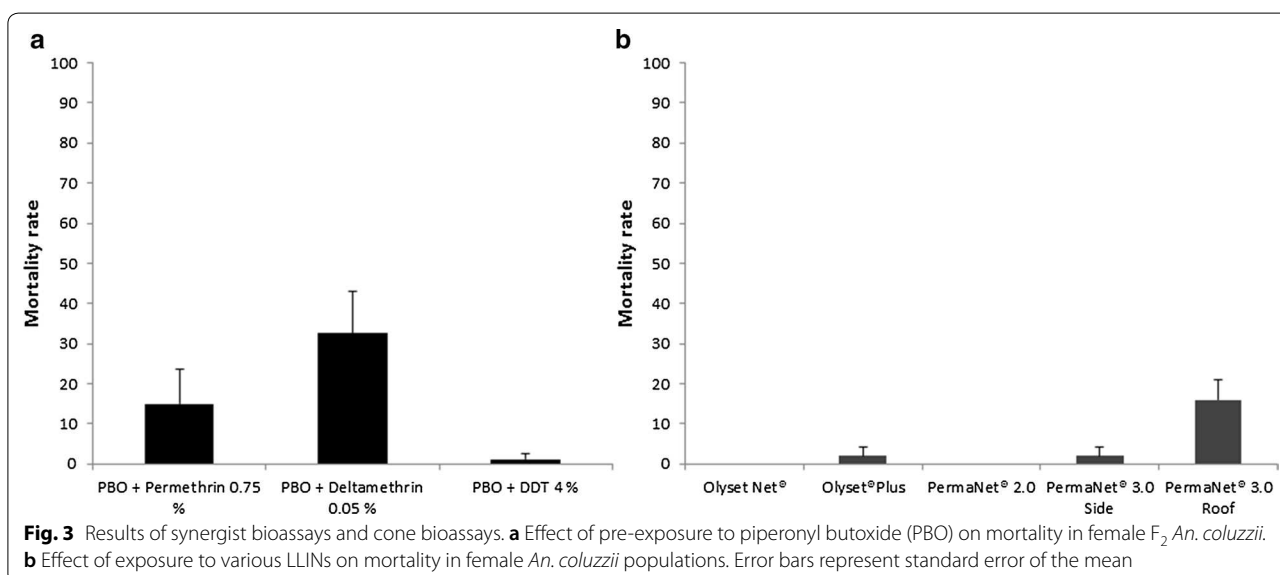 a
100
90
80
70
60
50
40
30
20
10
0
Mortality rate
PBO + Permethrin 0.75
%
PBO + Deltamethrin
0.05 %
PBO + DDT 4 %
b
100
90
80
70
60
50
40
30
20
10
0
Mortality rate
Olyset Net®
Olyset®Plus
PermaNet® 2.0
PermaNet® 3.0
Side
PermaNet® 3.0
Roof
Fig. 3 Results of synergist bioassays and cone bioassays. a Effect of pre-exposure to piperonyl butoxide (PBO) on mortality in female F₂ An. coluzzii.
b Effect of exposure to various LLINs on mortality in female An. coluzzii populations. Error bars represent standard error of the mean